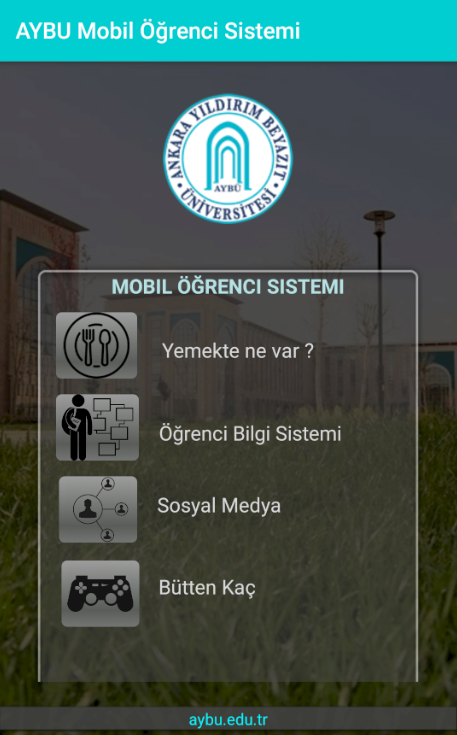 AYBU Mobil Öğrenci Sistemi
ANKARA YILDIRIM BEYAZIT
AYBÜ
ÜNİVERSİTESİ
MOBIL ÖĞRENCI SISTEMI
Yemekte ne var ?
Öğrenci Bilgi Sistemi
Sosyal Medya
Bütten Kaç
aybu.edu.tr